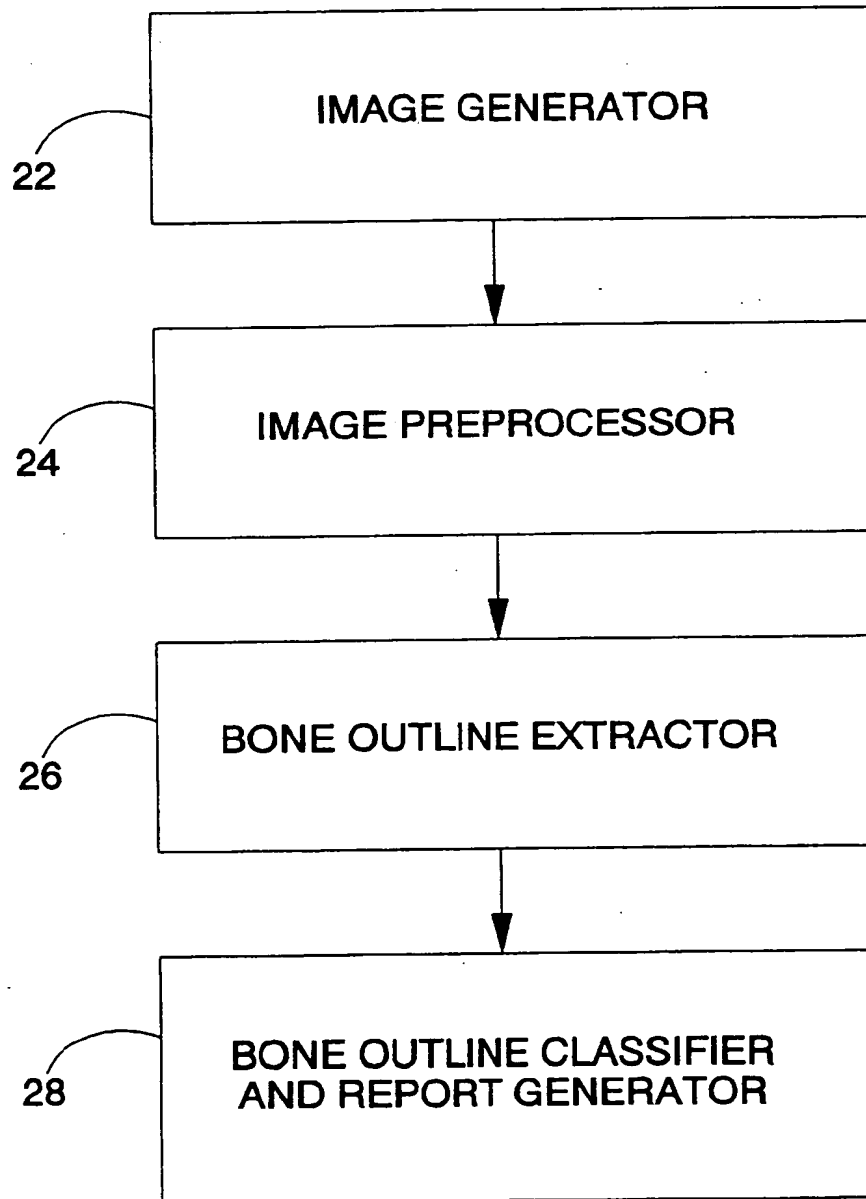 IMAGE GENERATOR
22
IMAGE PREPROCESSOR
24
BONE OUTLINE EXTRACTOR
26
BONE OUTLINE CLASSIFIER
AND REPORT GENERATOR
28